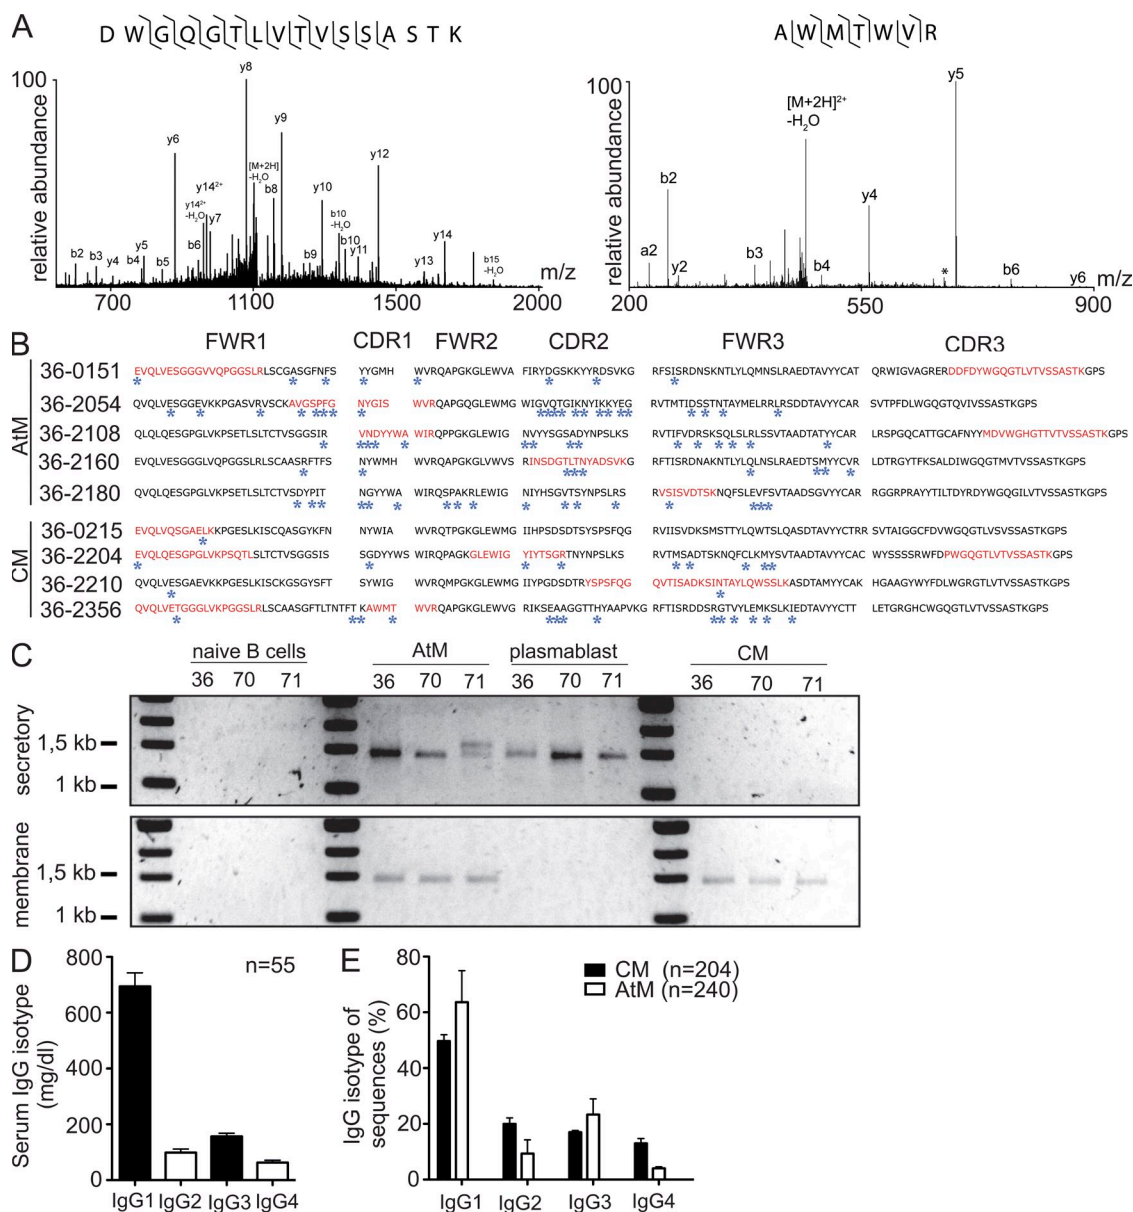 A
DWGQGTLVTVSSASTK
AWMTWVR
100
relative abundance
y8
y9
y6
y12
[M+2H]
-H₂O
y14²⁺
y14²⁺
-H₂O
y7
b8
y10
b10
-H₂O
b10
y11
y14
y13
b15
-H₂O
b2
b3
y4
b4
y5
b5
b6
b9
m/z
700
1100
1500
2000
100
relative abundance
y5
[M+2H]²⁺
-H₂O
b2
y4
a2
y2
b3
b4
*
b6
y6
m/z
200
550
900
B
FWR1 CDR1 FWR2 CDR2 FWR3 CDR3
AtM
36-0151 EVQLVESGGGVVQPGGSLRLSCGASGFNFS YYGMH WVRQAPGKGLEWVA FIRYDGSKKYYRDSVKG RFSISRDNSKNTLYLQMNSLRAEDTAVYYCAT QRWIGVAGRERDDFDYWGQGTLVTVSSASTKGPS
36-2054 QVQLVESGGEVKKPGASVRVSCKAVGSPFG NYGIS WVRQAPGQGLEWMG WIGVQTGIKNYIKKYEG RVTMTIDSSTNTAYMELRRLRSDDTAVYYCAR SVTPFDLWGQGTQVIVSSASTKGPS
36-2108 QLQLQESGPGLVKPSETLSLTCTVSGGSIR VNDYYWA WIRQPPGKGLEWIG NVYYSGSADYNPSLKS RVTIFVDRSKSQLSLRLSSVTAADTATYYCAR LRSPGQCATTGCAFNYYMDVWGHGTTVTVSSASTKGPS
36-2160 QVQLVESGGGLVQPGGSLRLSCAASRFTFS NYWMH WVRQAPGKGLVWVS RINSDGTLTNYADSVKG RFTISRDNAKNTLYLQLNSLRAEDTSMYYCVR LTDTRGYTFKSALDIWGQGTMVTVSSASTKGPS
36-2180 QVQLQESGPGLVKPSETLSLTCTVSDYPIT NGYYWA WIRQSPAKRLEWIG NIYHSGVTSYNPSLRS RVSISVDTSKNQFSLEVFSVTAADSGVYYCAR RGGRPRAYYTILTDYRDYWGQGILVTVSSASTKGPS
CM
36-0215 EVQLVQSGAELKKPGESLKISCQASGYKFN NYWIA WVRQTPGKGLEWMG IIHPSDSDTSYSPSFQG RVIISVDKSMSTTYLQWTSLQASDTAVYYCTRR SVTAIGGCFDVWGQGTLVSVSSASTKGPS
36-2204 EVQLQESGPGLVKPSQTLSLTCTVSGGSIS SGDYYWS WIRQPAGKGLEWIG YIYTSGRTNYNPSLKS RVTMSADTSKNQFCLKMYSVTAADTAVYYCAC WYSSSSRWFDPWGQGTLVTVSSASTKGPS
36-2210 QVQLVESGAEVKKPGESLKISCKGSGYSFT SYWIG WVRQMPGKGLEWMG IIYPGDSDTRYSPSFQG QVTISADKSINTAYLQWSSLKASDTAMYYCAK HGAAGYWYFDLWGRGTLVTVSSASTKGPS
36-2356 QVQLVETGGGLVKPGGSLRLSCAASGFTLTNTFTK AWMT WVRQAPGKGLEWVG RIKSEAAGGTTHYAAPVKG RFTISRDDSRGTVYLEMKSLKIEDTAVYYCTT LETGRGHCWGQGTLVTVSSASTKGPS
C
naive B cells AtM plasmablast CM
36 70 71 36 70 71 36 70 71 36 70 71
secretory
1,5 kb
1 kb
membrane
1,5 kb
1 kb
D
n=55
Serum IgG isotype
(mg/dl)
800
600
400
200
0
IgG1 IgG2 IgG3 IgG4
E
CM (n=204)
AtM (n=240)
IgG isotype of
sequences (%)
80
60
40
20
0
IgG1 IgG2 IgG3 IgG4